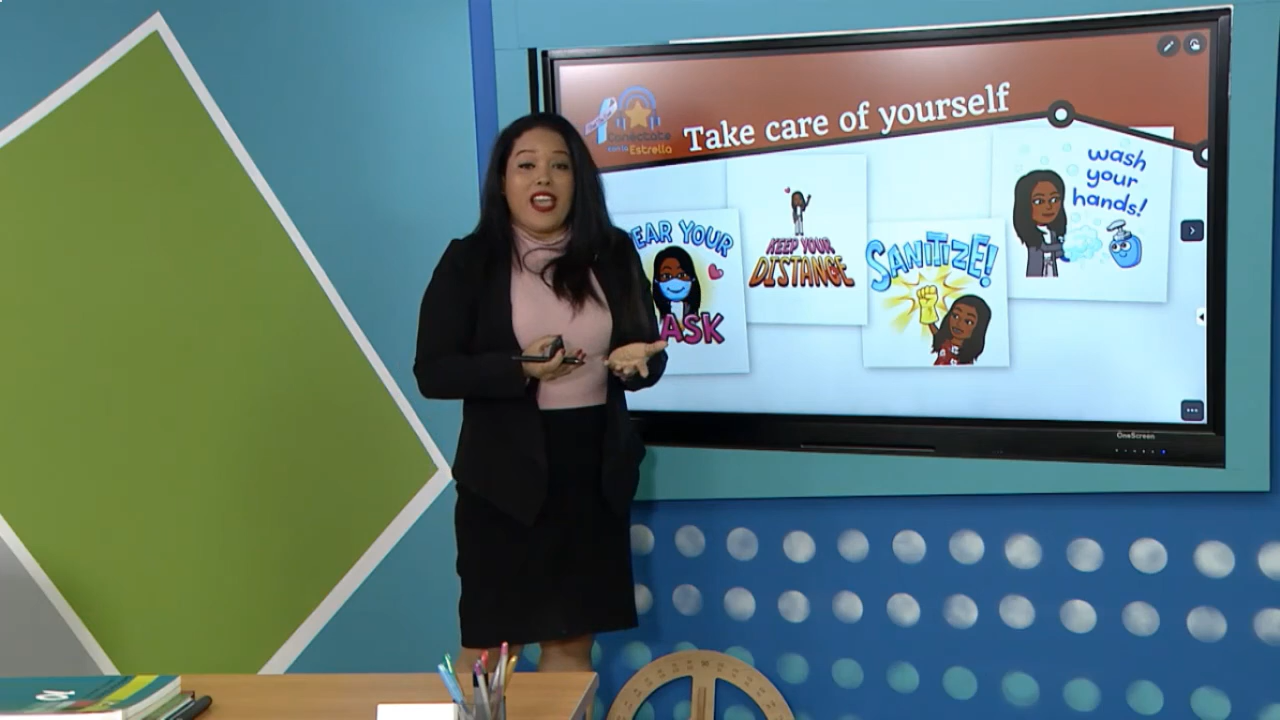 Conectate
con la Estrella
Take care of yourself
EAR YOUR
ASK
KEEP YOUR
DISTANCE
SANITIZE!
wash
your
hands!
OneScreen